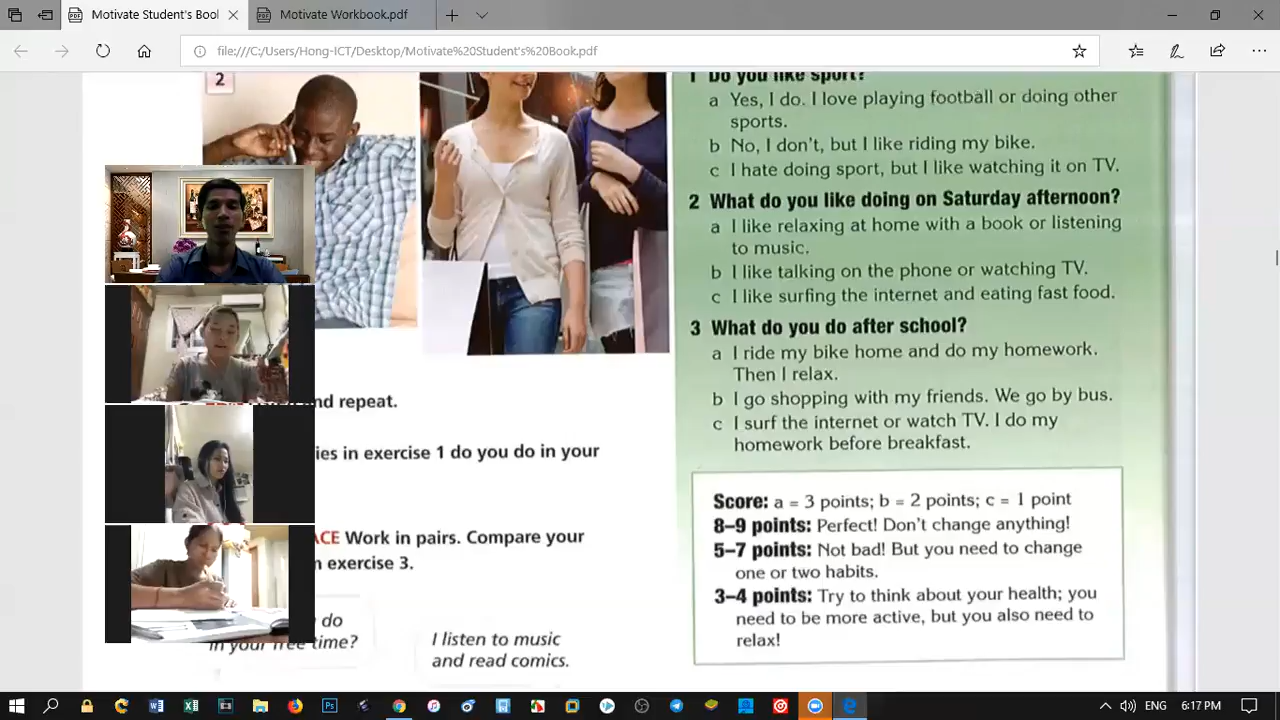 Motivate Student's Boo
Motivate Workbook.pdf
file:///C:/Users/Hong-ICT/Desktop/Motivate%20Student's%20Book.pdf
2
nd repeat.
ies in exercise 1 do you do in your
ACE Work in pairs. Compare your
exercise 3.
do
in your free time?
I listen to music
and read comics.
1 Do you like sport?
a Yes, I do. I love playing football or doing other
sports.
b No, I don't, but I like riding my bike.
c I hate doing sport, but I like watching it on TV.
2 What do you like doing on Saturday afternoon?
a I like relaxing at home with a book or listening
to music.
b I like talking on the phone or watching TV.
c I like surfing the internet and eating fast food.
3 What do you do after school?
a I ride my bike home and do my homework.
Then I relax.
b I go shopping with my friends. We go by bus.
c I surf the internet or watch TV. I do my
homework before breakfast.
Score: a = 3 points; b = 2 points; c = 1 point
8–9 points: Perfect! Don't change anything!
5–7 points: Not bad! But you need to change
one or two habits.
3–4 points: Try to think about your health; you
need to be more active, but you also need to
relax!
ENG 6:17 PM